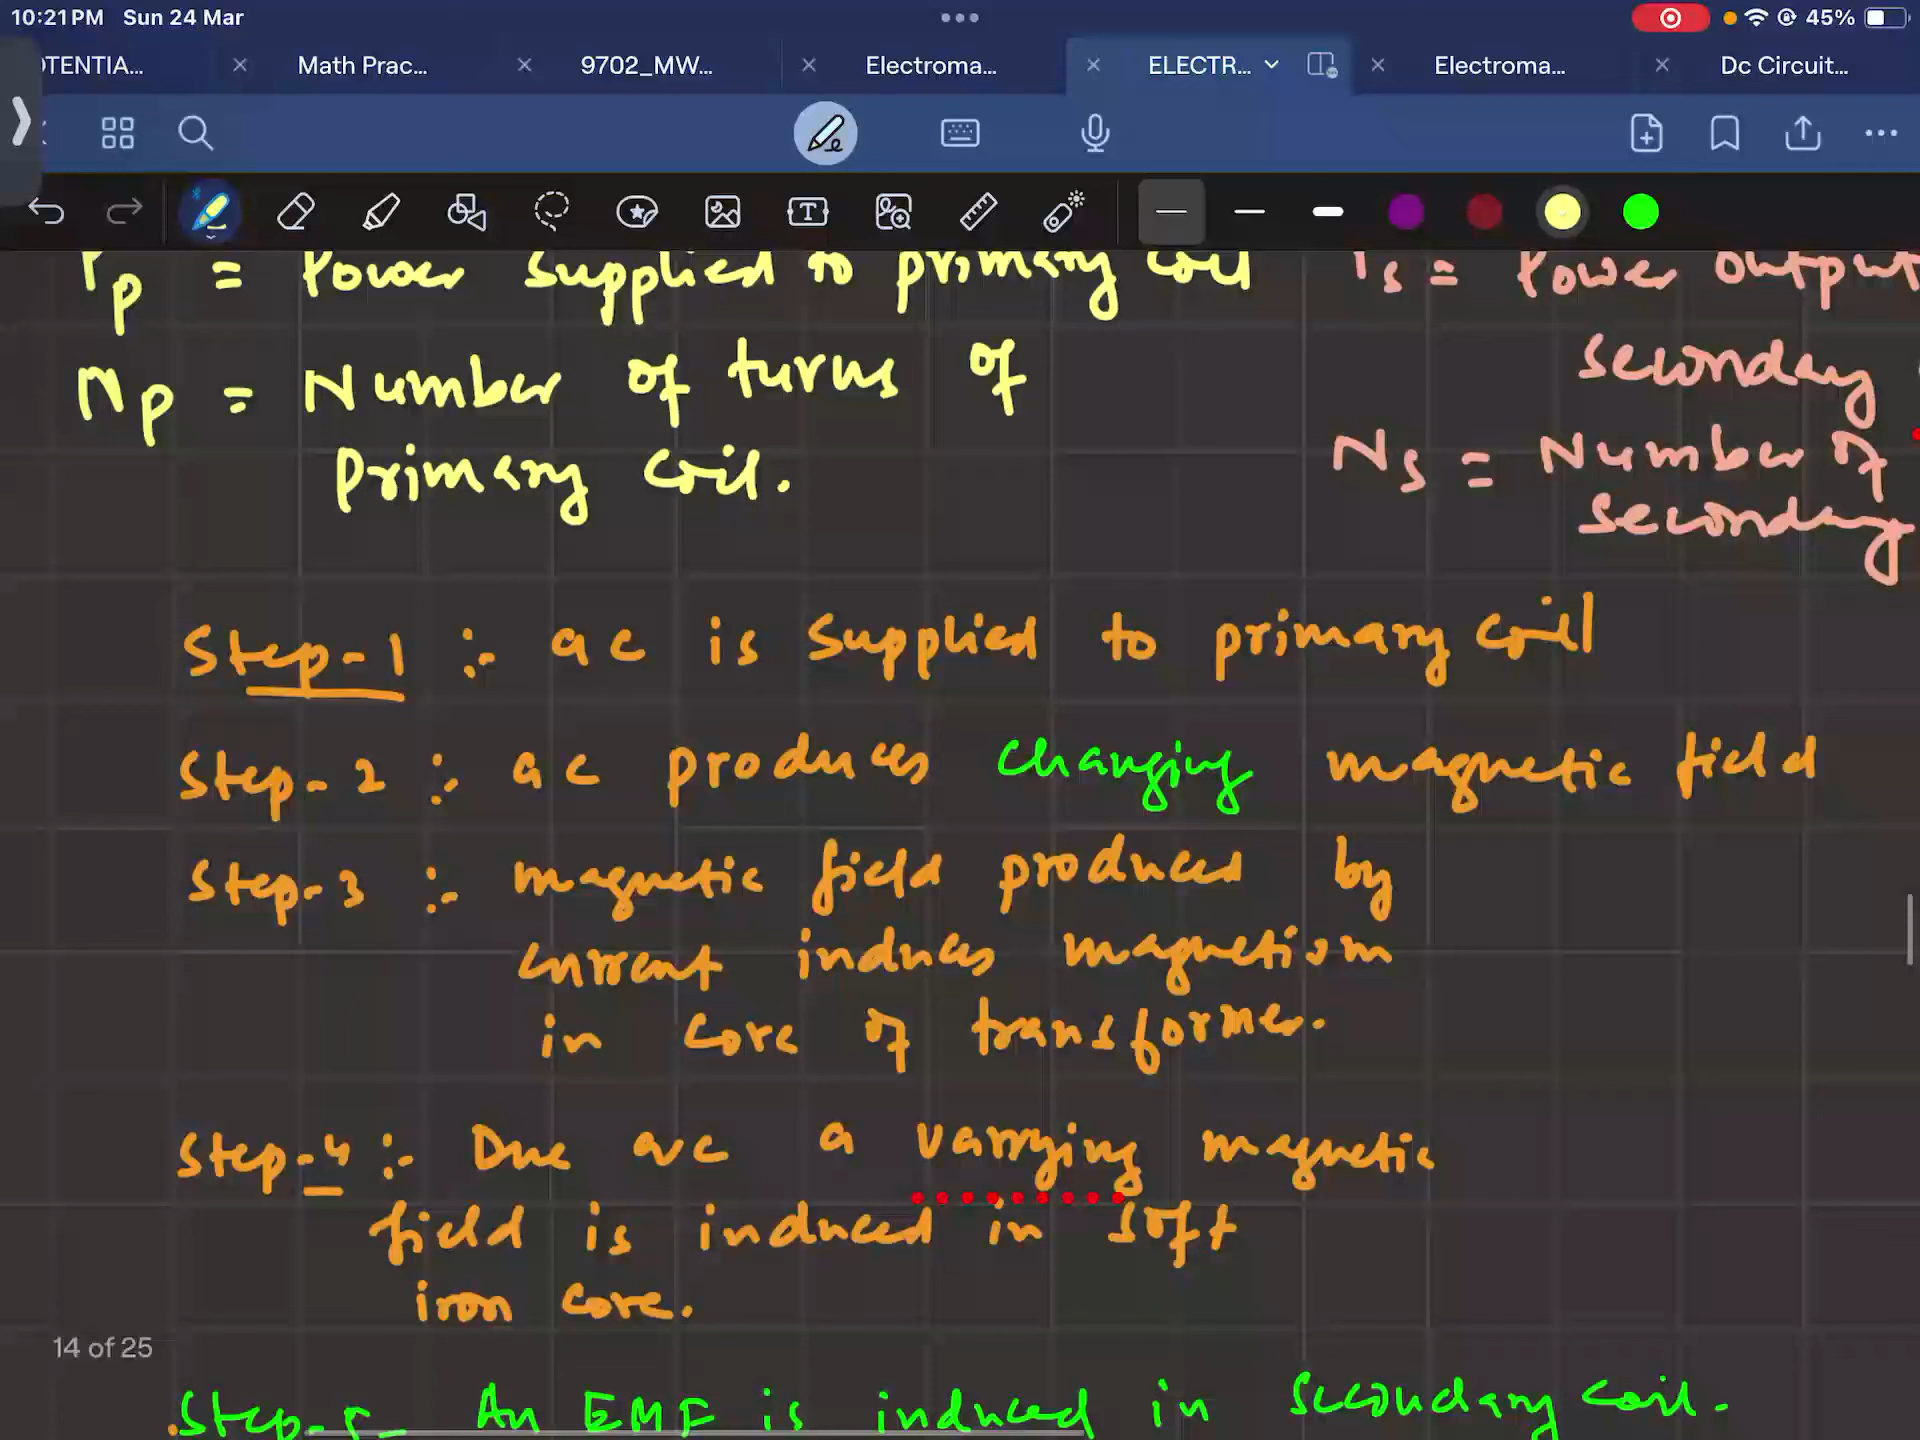 10:21 PM Sun 24 Mar
45%
OTENTIA...
Math Prac...
9702_MW...
Electroma...
ELECTR...
Electroma...
Dc Circuit...
Pp = Power supplied to primary coil
Ps = Power output
secondary
Np = Number of turns of
primary coil.
Ns = Number of
secondary
Step-1 :- ac is supplied to primary coil
Step-2 :- ac produces changing magnetic field
Step-3 :- magnetic field produced by
current induces magnetism
in core of transformer.
Step-4 :- Due a/c a varrying magnetic
field is induced in soft
iron core.
14 of 25
Step-5- An EMF is induced in secondary coil.